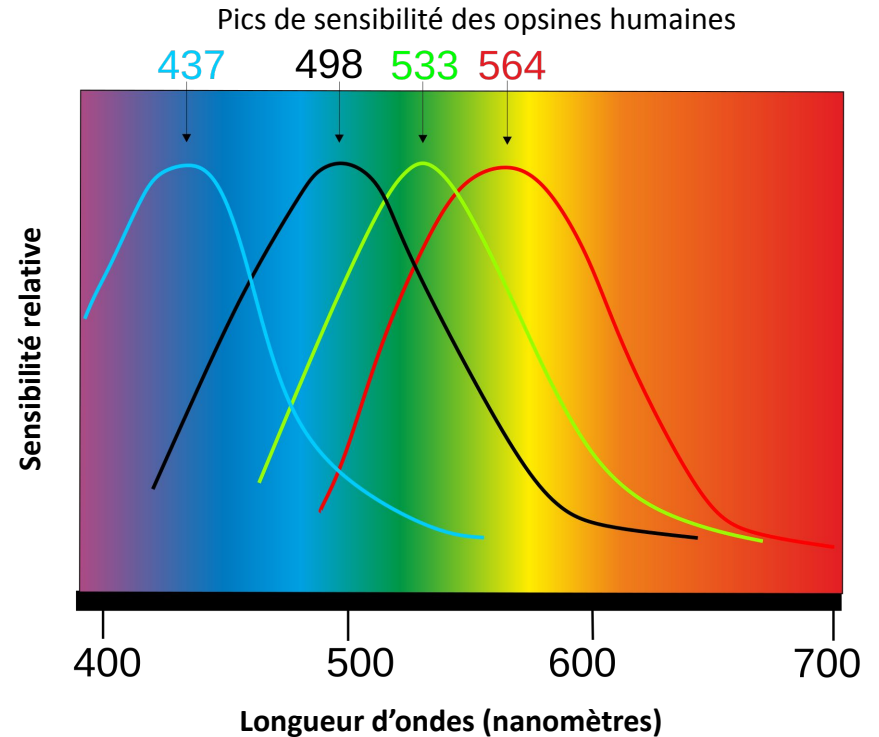 Pics de sensibilité des opsines humaines
437 498 533 564
Sensibilité relative
400 500 600 700
Longueur d’ondes (nanomètres)